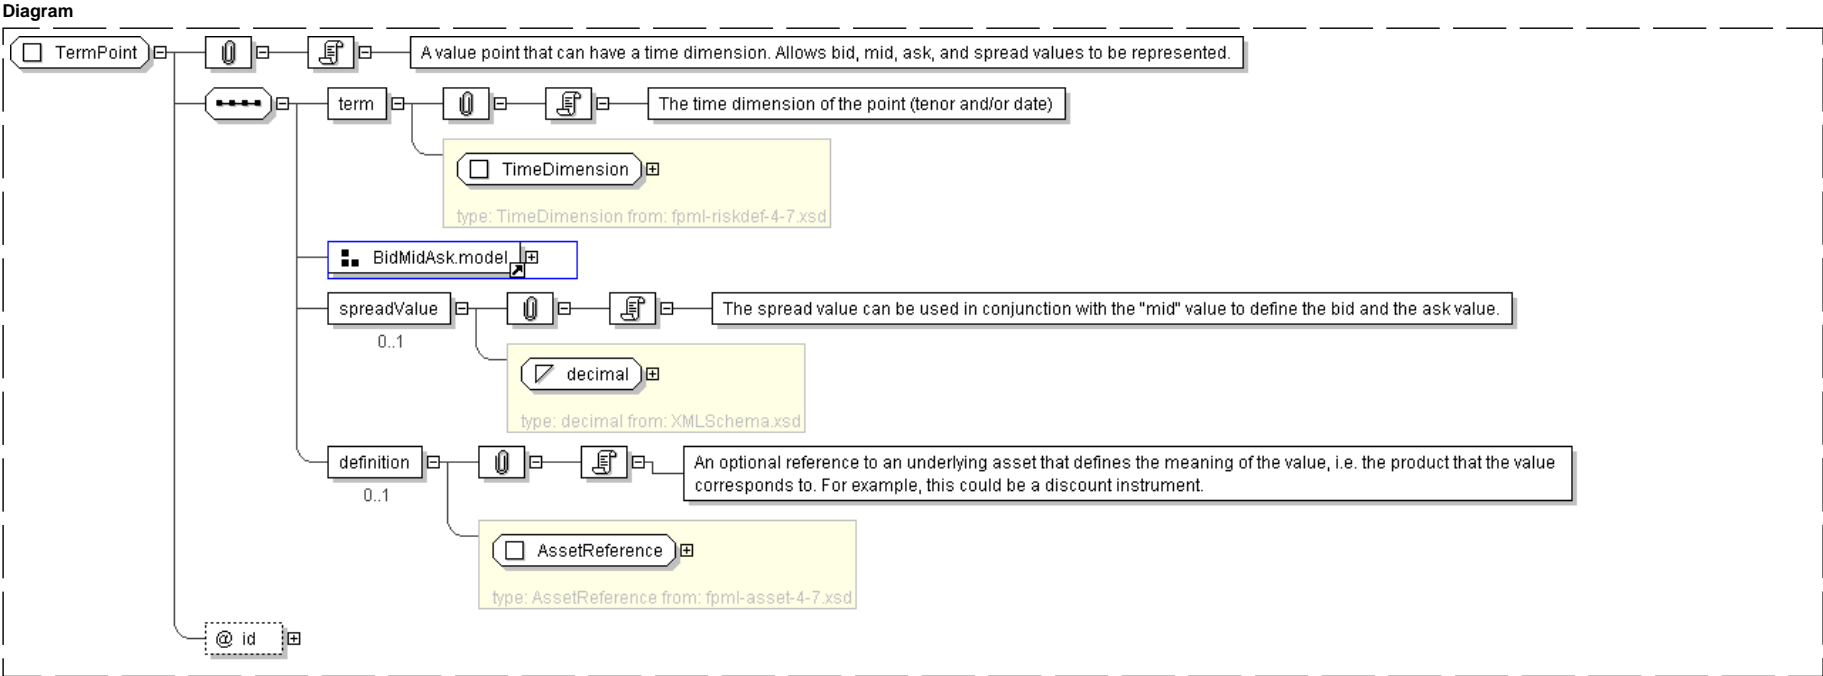 Diagram
TermPoint
A value point that can have a time dimension. Allows bid, mid, ask, and spread values to be represented.
term
The time dimension of the point (tenor and/or date)
TimeDimension
type: TimeDimension from: fpml-riskdef-4-7.xsd
BidMidAsk.model
spreadValue
The spread value can be used in conjunction with the "mid" value to define the bid and the ask value.
0..1
decimal
type: decimal from: XMLSchema.xsd
definition
An optional reference to an underlying asset that defines the meaning of the value, i.e. the product that the value
corresponds to. For example, this could be a discount instrument.
0..1
AssetReference
type: AssetReference from: fpml-asset-4-7.xsd
@ id